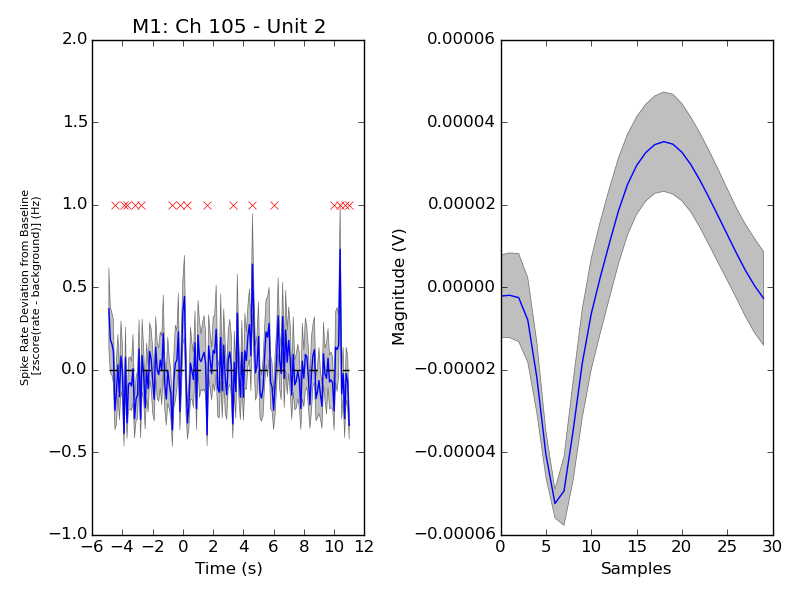 M1: Ch 105 - Unit 2
Spike Rate Deviation from Baseline
[zscore(rate - background)] (Hz)
2.0
1.5
1.0
0.5
0.0
−0.5
−1.0
−6 −4 −2 0 2 4 6 8 10 12
Time (s)
Magnitude (V)
0.00006
0.00004
0.00002
0.00000
−0.00002
−0.00004
−0.00006
0 5 10 15 20 25 30
Samples